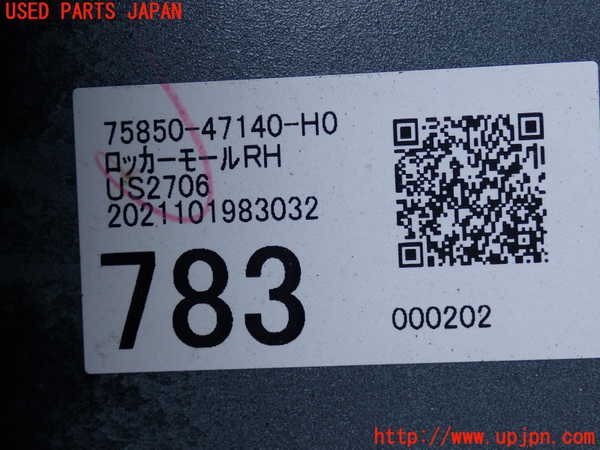 USED PARTS JAPAN
75850-47140-H0
ロッカーモールRH
US2706
2021101983032
783
000202
http://www.upjpn.com/